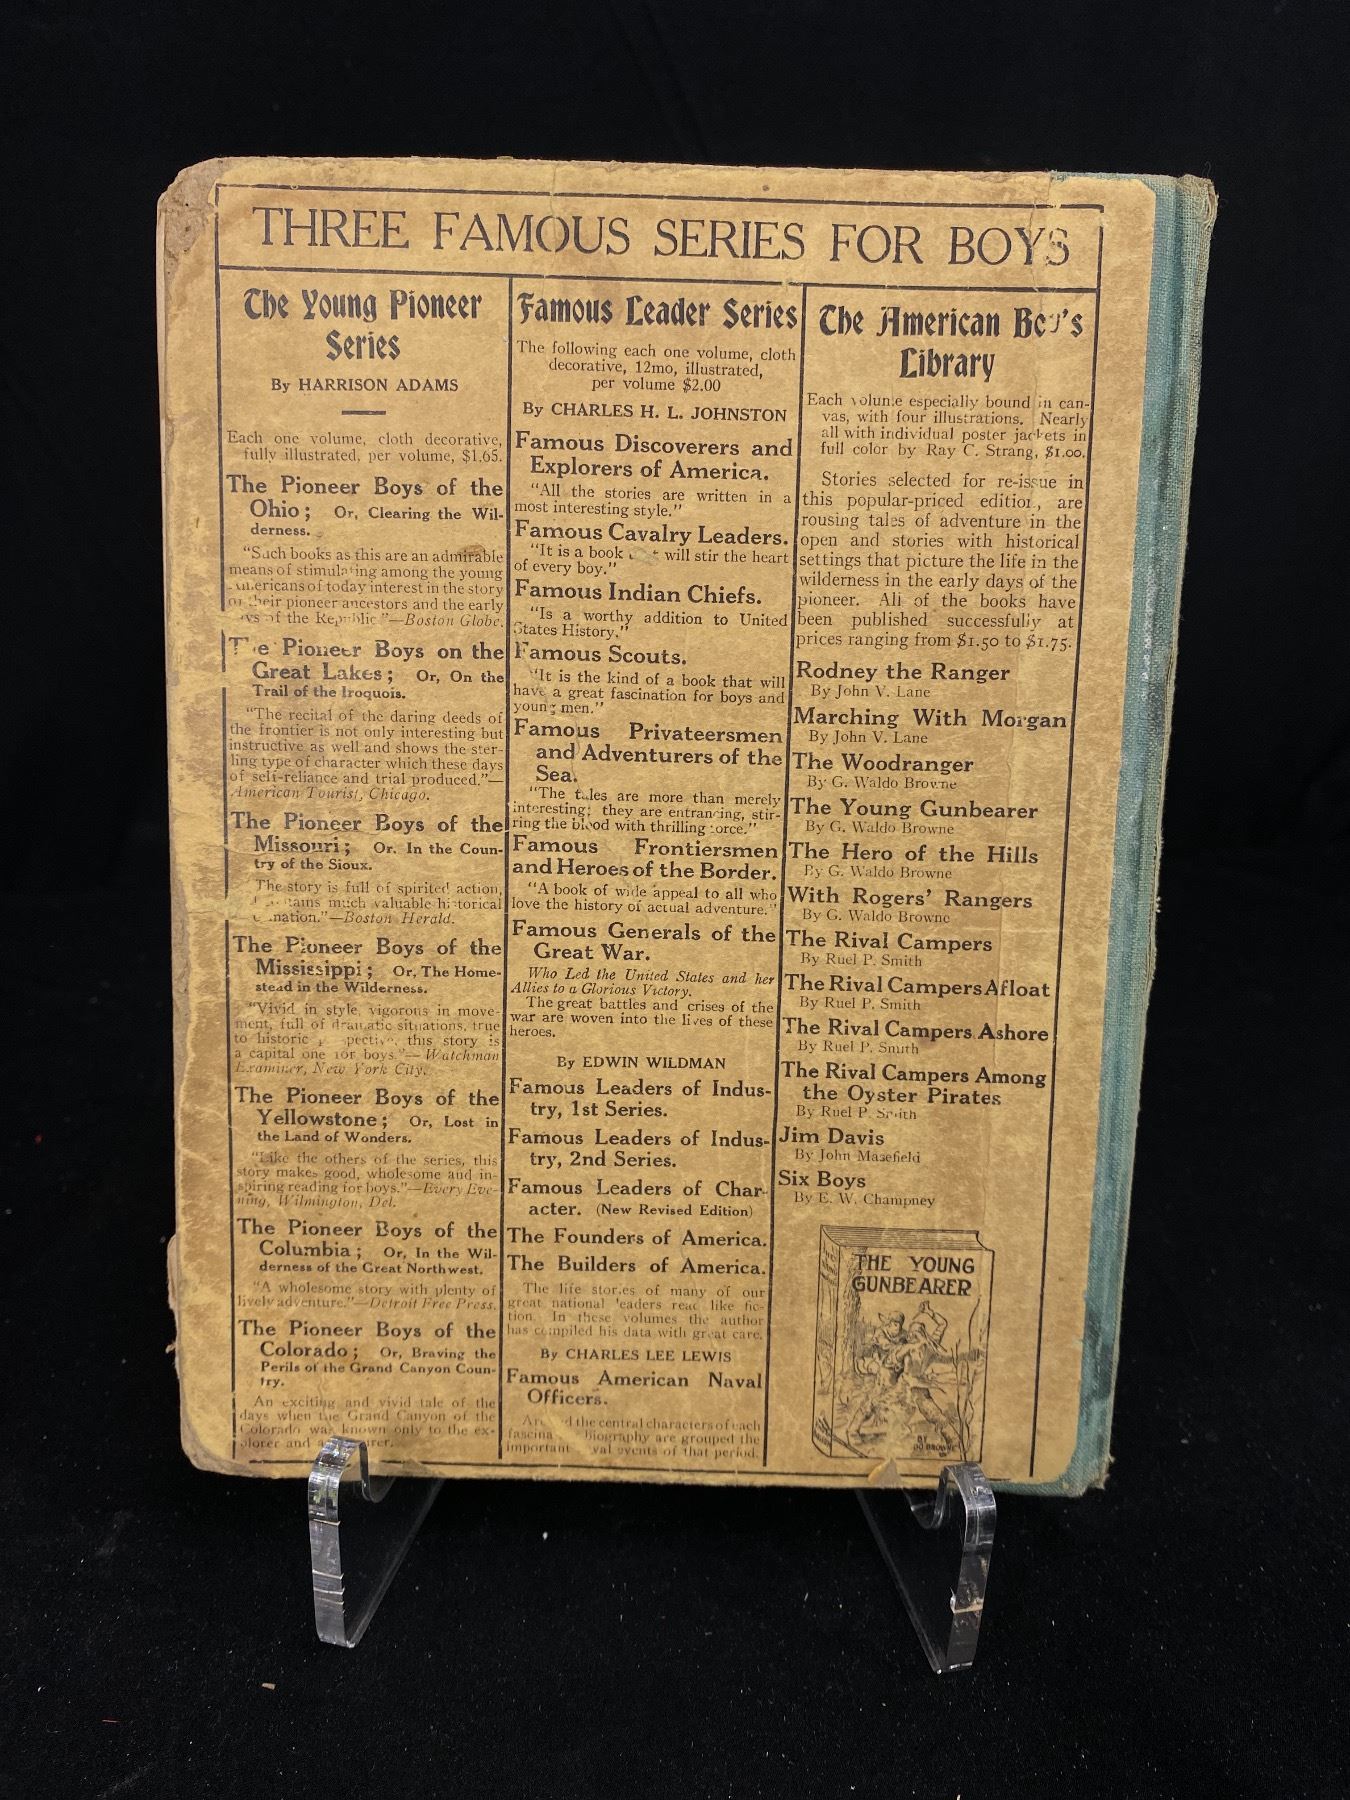 THREE FAMOUS SERIES FOR BOYS
The Young Pioneer
Series
By HARRISON ADAMS
Each one volume, cloth decorative,
fully illustrated, per volume, $1.65.
The Pioneer Boys of the
Ohio; Or, Clearing the Wil-
derness.
"Such books as this are an admirable
means of stimulating among the young
Americans of today interest in the story
of their pioneer ancestors and the early
of the Republic"—Boston Globe.
The Pioneer Boys on the
Great Lakes; Or, On the
Trail of the Iroquois.
"The recital of the daring deeds of
the frontier is not only interesting but
instructive as well and shows the ster-
ling type of character which these days
of self-reliance and trial produced."—
American Tourist, Chicago.
The Pioneer Boys of the
Missouri; Or, In the Coun-
try of the Sioux.
The story is full of spirited action,
much valuable historical
—Boston Herald.
The Pioneer Boys of the
Mississippi; Or, The Home-
stead in the Wilderness.
"Vivid in style, vigorous in move-
ment, full of dramatic situations, true
to historic this story is
a capital one for boys."—Watchman
Examiner, New York City.
The Pioneer Boys of the
Yellowstone; Or, Lost in
the Land of Wonders.
"Like the others of the series, this
story makes good, wholesome and in-
spiring reading for boys."—Every Eve-
ning, Wilmington, Del.
The Pioneer Boys of the
Columbia; Or, In the Wil-
derness of the Great Northwest.
"A wholesome story with plenty of
lively adventure."—Detroit Free Press.
The Pioneer Boys of the
Colorado; Or, Braving the
Perils of the Grand Canyon Coun-
try.
An exciting and vivid tale of the
days when the Grand Canyon of the
Colorado was known only to the ex-
plorer and
Famous Leader Series
The following each one volume, cloth
decorative, 12mo, illustrated,
per volume $2.00
By CHARLES H. L. JOHNSTON
Famous Discoverers and
Explorers of America.
"All the stories are written in a
most interesting style."
Famous Cavalry Leaders.
"It is a book will stir the heart
of every boy."
Famous Indian Chiefs.
"Is a worthy addition to United
States History."
Famous Scouts.
"It is the kind of a book that will
have a great fascination for boys and
young men."
Famous Privateersmen
and Adventurers of the
Sea.
"The tales are more than merely
interesting; they are entrancing, stir-
ring the blood with thrilling force."
Famous Frontiersmen
and Heroes of the Border.
"A book of wide appeal to all who
love the history of actual adventure."
Famous Generals of the
Great War.
Who Led the United States and her
Allies to a Glorious Victory.
The great battles and crises of the
war are woven into the lives of these
heroes.
By EDWIN WILDMAN
Famous Leaders of Indus-
try, 1st Series.
Famous Leaders of Indus-
try, 2nd Series.
Famous Leaders of Char-
acter. (New Revised Edition)
The Founders of America.
The Builders of America.
The life stories of many of our
great national leaders read like fic-
tion. In these volumes the author
has compiled his data with great care.
By CHARLES LEE LEWIS
Famous American Naval
Officers.
the central characters of each
biography are grouped the
important events of that period.
The American Boy's
Library
Each volume especially bound in can-
vas, with four illustrations. Nearly
all with individual poster jackets in
full color by Ray C. Strang, $1.00.
Stories selected for re-issue in
this popular-priced edition, are
rousing tales of adventure in the
open and stories with historical
settings that picture the life in the
wilderness in the early days of the
pioneer. All of the books have
been published successfully at
prices ranging from $1.50 to $1.75.
Rodney the Ranger
By John V. Lane
Marching With Morgan
By John V. Lane
The Woodranger
By G. Waldo Browne
The Young Gunbearer
By G. Waldo Browne
The Hero of the Hills
By G. Waldo Browne
With Rogers' Rangers
By G. Waldo Browne
The Rival Campers
By Ruel P. Smith
The Rival Campers Afloat
By Ruel P. Smith
The Rival Campers Ashore
By Ruel P. Smith
The Rival Campers Among
the Oyster Pirates
By Ruel P. Smith
Jim Davis
By John Masefield
Six Boys
By E. W. Champney
THE YOUNG
GUNBEARER
BY
DO BROWNE